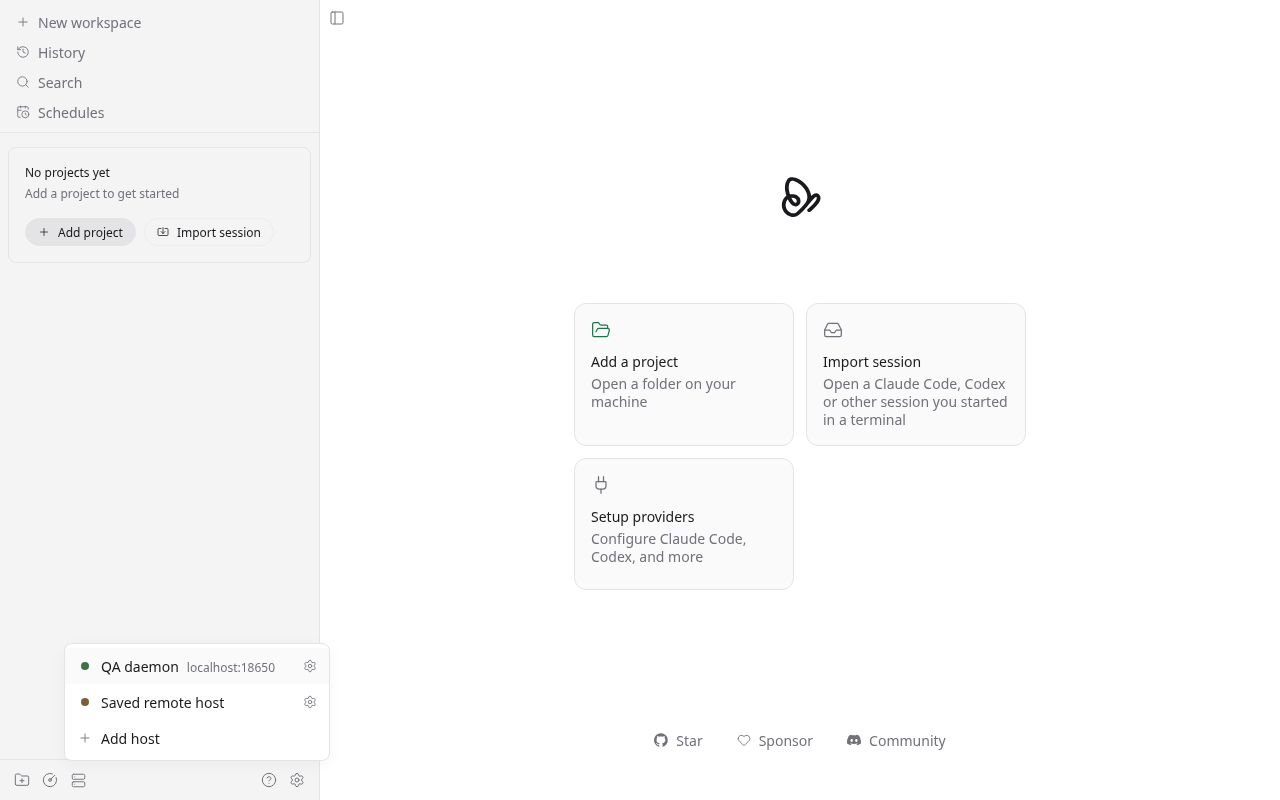 New workspace
History
Search
Schedules
No projects yet
Add a project to get started
Add project
Import session
Add a project
Open a folder on your
machine
Import session
Open a Claude Code, Codex
or other session you started
in a terminal
Setup providers
Configure Claude Code,
Codex, and more
QA daemon localhost:18650
Saved remote host
Add host
Star
Sponsor
Community